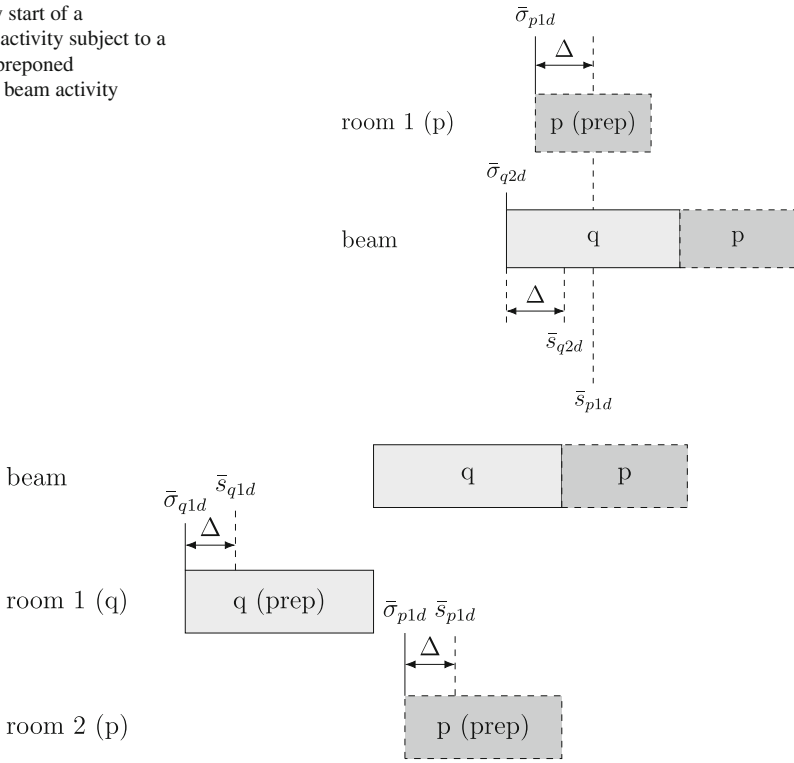 y start of a
activity subject to a
preponed
beam activity
σ̄_{p1d}
Δ
room 1 (p)
p (prep)
σ̄_{q2d}
beam
q
p
Δ
s̄_{q2d}
s̄_{p1d}
beam
q
p
σ̄_{q1d} s̄_{q1d}
Δ
room 1 (q)
q (prep)
σ̄_{p1d} s̄_{p1d}
Δ
room 2 (p)
p (prep)